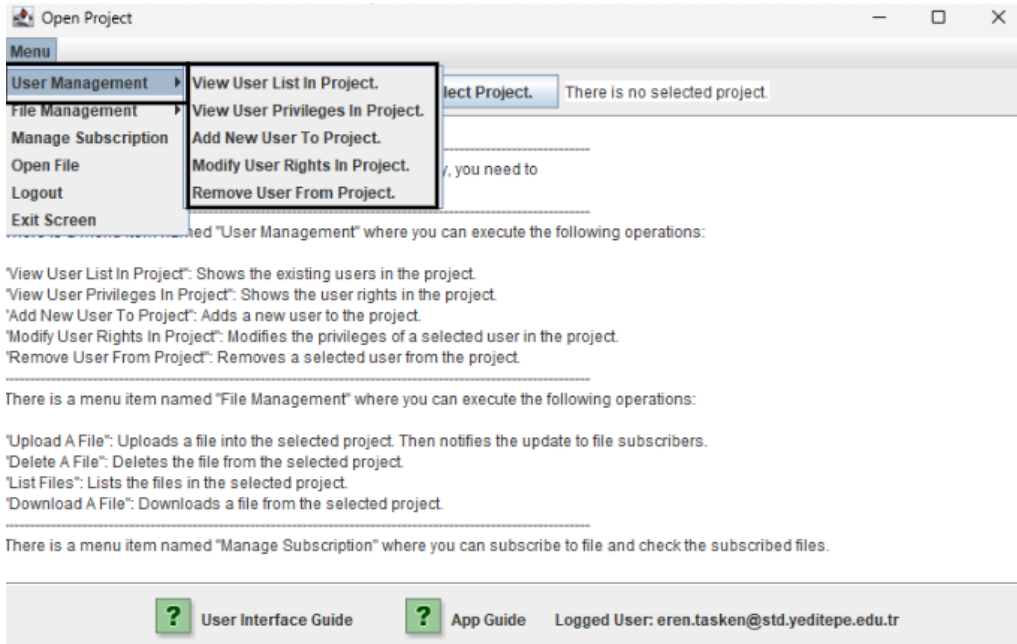 Open Project
Menu
User Management
File Management
Manage Subscription
Open File
Logout
Exit Screen
View User List In Project.
View User Privileges In Project.
Add New User To Project.
Modify User Rights In Project.
Remove User From Project.
lect Project.
There is no selected project.
, you need to
"User Management" where you can execute the following operations:
"View User List In Project": Shows the existing users in the project.
"View User Privileges In Project": Shows the user rights in the project.
"Add New User To Project": Adds a new user to the project.
"Modify User Rights In Project": Modifies the privileges of a selected user in the project.
"Remove User From Project": Removes a selected user from the project.
There is a menu item named "File Management" where you can execute the following operations:
"Upload A File": Uploads a file into the selected project. Then notifies the update to file subscribers.
"Delete A File": Deletes the file from the selected project.
"List Files": Lists the files in the selected project.
"Download A File": Downloads a file from the selected project.
There is a menu item named "Manage Subscription" where you can subscribe to file and check the subscribed files.
? User Interface Guide
? App Guide
Logged User: eren.tasken@std.yeditepe.edu.tr